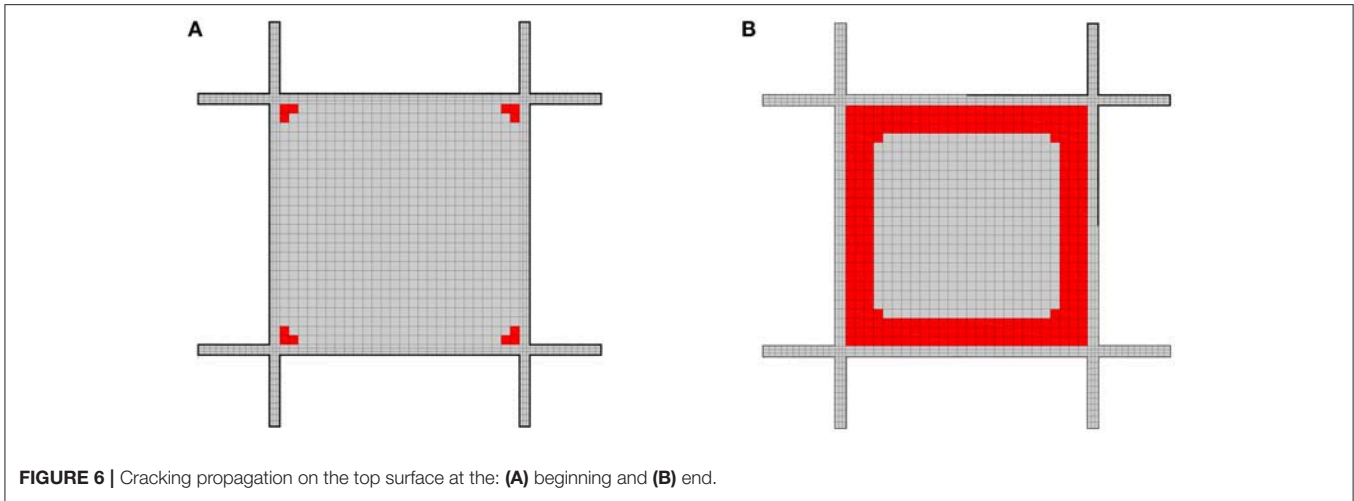 A
B
FIGURE 6 | Cracking propagation on the top surface at the: (A) beginning and (B) end.